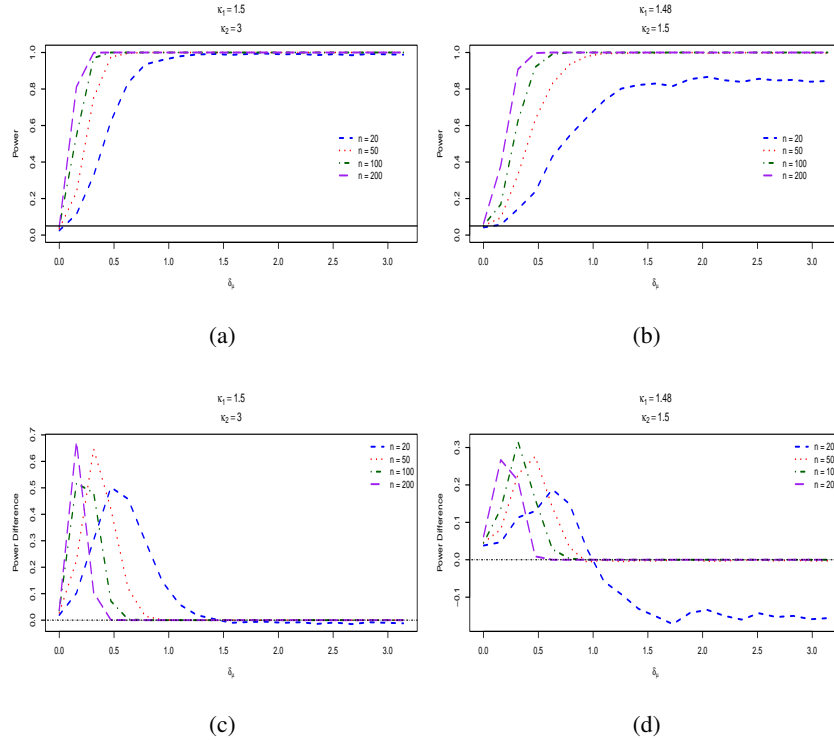 κ1 = 1.5
κ2 = 3
Power
0.0 0.2 0.4 0.6 0.8 1.0
n = 20
n = 50
n = 100
n = 200
0.0 0.5 1.0 1.5 2.0 2.5 3.0
δμ
(a)
κ1 = 1.48
κ2 = 1.5
Power
0.0 0.2 0.4 0.6 0.8 1.0
n = 20
n = 50
n = 100
n = 200
0.0 0.5 1.0 1.5 2.0 2.5 3.0
δμ
(b)
κ1 = 1.5
κ2 = 3
Power Difference
0.0 0.1 0.2 0.3 0.4 0.5 0.6 0.7
n = 20
n = 50
n = 100
n = 200
0.0 0.5 1.0 1.5 2.0 2.5 3.0
δμ
(c)
κ1 = 1.48
κ2 = 1.5
Power Difference
−0.1 0.0 0.1 0.2 0.3
n = 20
n = 50
n = 10
n = 20
0.0 0.5 1.0 1.5 2.0 2.5 3.0
δμ
(d)